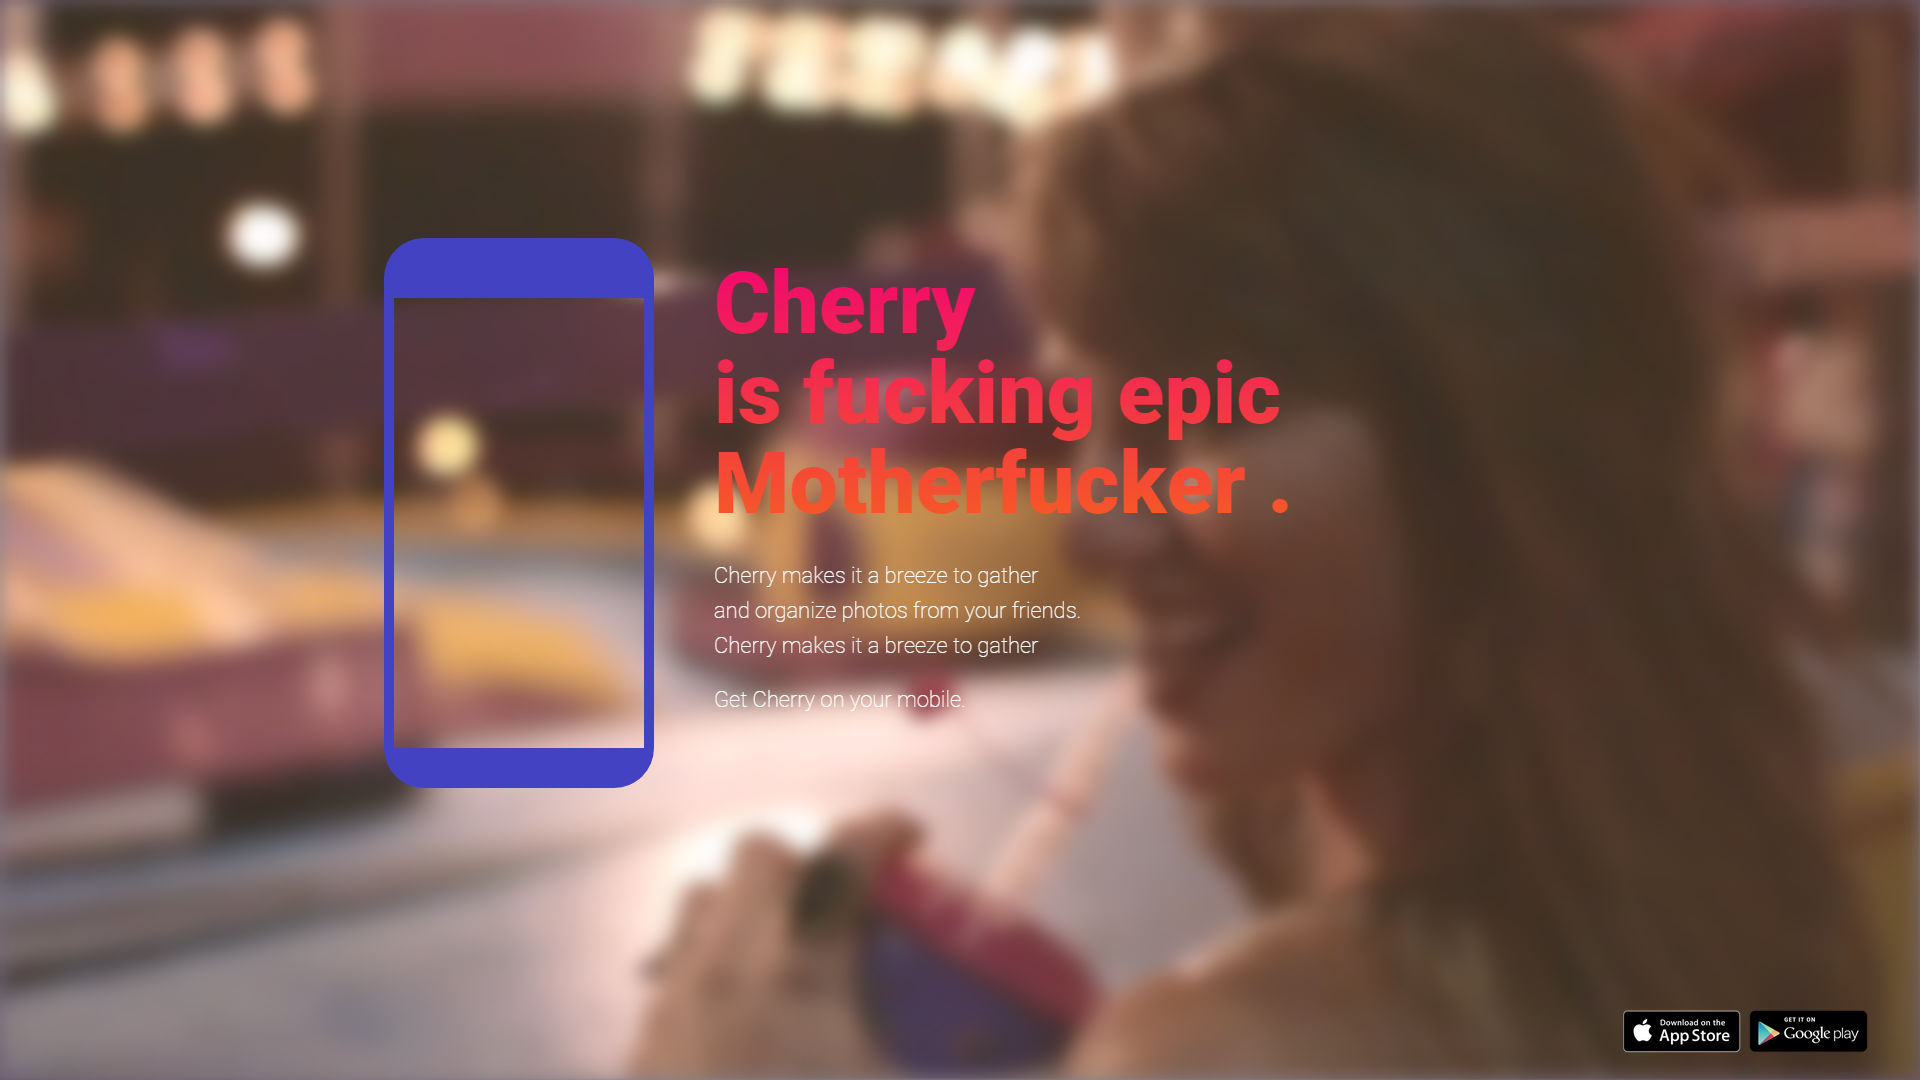 Cherry
is fucking epic
Motherfucker .
Cherry makes it a breeze to gather
and organize photos from your friends.
Cherry makes it a breeze to gather
Get Cherry on your mobile.
Download on the
App Store
GET IT ON
Google play